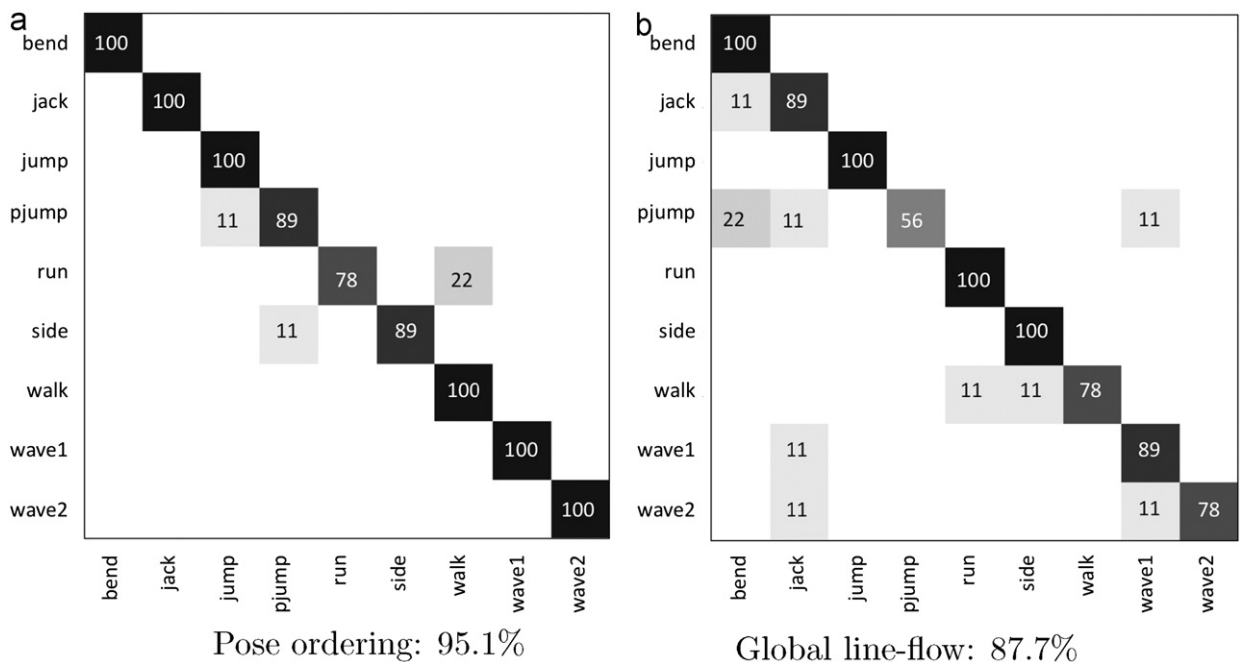 a
bend 100
jack 100
jump 100
pjump 11 89
run 78 22
side 11 89
walk 100
wave1 100
wave2 100
bend jack jump pjump run side walk wave1 wave2
Pose ordering: 95.1%
b
bend 100
jack 11 89
jump 100
pjump 22 11 56 11
run 100
side 100
walk 11 11 78
wave1 11 89
wave2 11 11 78
bend jack jump pjump run side walk wave1 wave2
Global line-flow: 87.7%